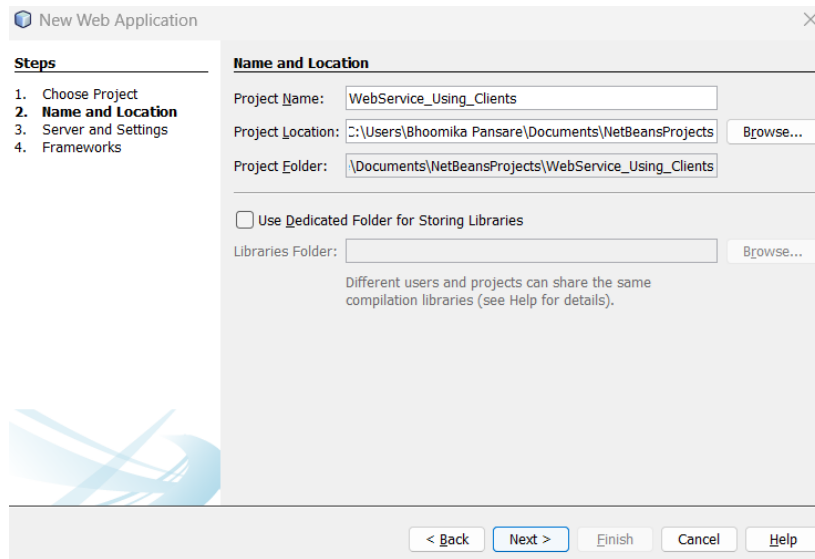 New Web Application
Steps
1. Choose Project
2. Name and Location
3. Server and Settings
4. Frameworks
Name and Location
Project Name: WebService_Using_Clients
Project Location: C:\Users\Bhoomika Pansare\Documents\NetBeansProjects Browse...
Project Folder: \Documents\NetBeansProjects\WebService_Using_Clients
Use Dedicated Folder for Storing Libraries
Libraries Folder: Browse...
Different users and projects can share the same
compilation libraries (see Help for details).
< Back Next > Finish Cancel Help